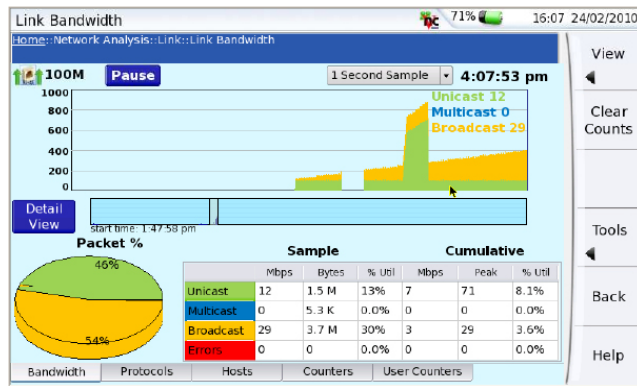 Link Bandwidth
71%
16:07 24/02/2010
Home::Network Analysis::Link::Link Bandwidth
View
100M
Pause
1 Second Sample
4:07:53 pm
1000
800
600
400
200
0
Unicast 12
Multicast 0
Broadcast 29
Clear
Counts
Detail
View
start time: 1:47:58 pm
Tools
Packet %
46%
54%
Sample Cumulative
Mbps Bytes % Util Mbps Peak % Util
Unicast 12 1.5 M 13% 7 71 8.1%
Multicast 0 5.3 K 0.0% 0 0 0.0%
Broadcast 29 3.7 M 30% 3 29 3.6%
Errors 0 0 0.0% 0 0 0.0%
Back
Help
Bandwidth Protocols Hosts Counters User Counters